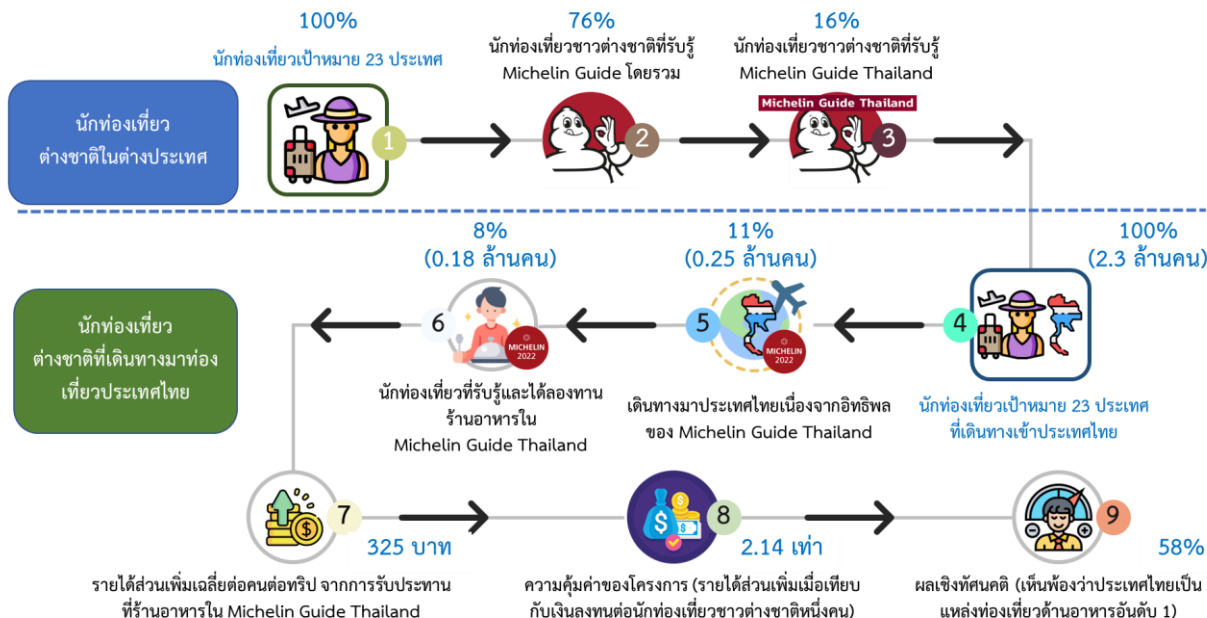 100%
นักท่องเที่ยวเป้าหมาย 23 ประเทศ
1
76%
นักท่องเที่ยวชาวต่างชาติที่รับรู้
Michelin Guide โดยรวม
2
16%
นักท่องเที่ยวชาวต่างชาติที่รับรู้
Michelin Guide Thailand
Michelin Guide Thailand
3
นักท่องเที่ยว
ต่างชาติในต่างประเทศ
นักท่องเที่ยว
ต่างชาติที่เดินทางมาท่อง
เที่ยวประเทศไทย
100%
(2.3 ล้านคน)
4
นักท่องเที่ยวเป้าหมาย 23 ประเทศ
ที่เดินทางเข้าประเทศไทย
11%
(0.25 ล้านคน)
5
MICHELIN
2022
เดินทางมาประเทศไทยเนื่องจากอิทธิพล
ของ Michelin Guide Thailand
8%
(0.18 ล้านคน)
6
MICHELIN
2022
นักท่องเที่ยวที่รับรู้และได้ลองทาน
ร้านอาหารใน
Michelin Guide Thailand
7
325 บาท
รายได้ส่วนเพิ่มเฉลี่ยต่อคนต่อทริป จากการรับประทาน
ที่ร้านอาหารใน Michelin Guide Thailand
8
2.14 เท่า
ความคุ้มค่าของโครงการ (รายได้ส่วนเพิ่มเมื่อเทียบ
กับเงินลงทุนต่อนักท่องเที่ยวชาวต่างชาติหนึ่งคน)
9
58%
ผลเชิงทัศนคติ (เห็นพ้องว่าประเทศไทยเป็น
แหล่งท่องเที่ยวด้านอาหารอันดับ 1)